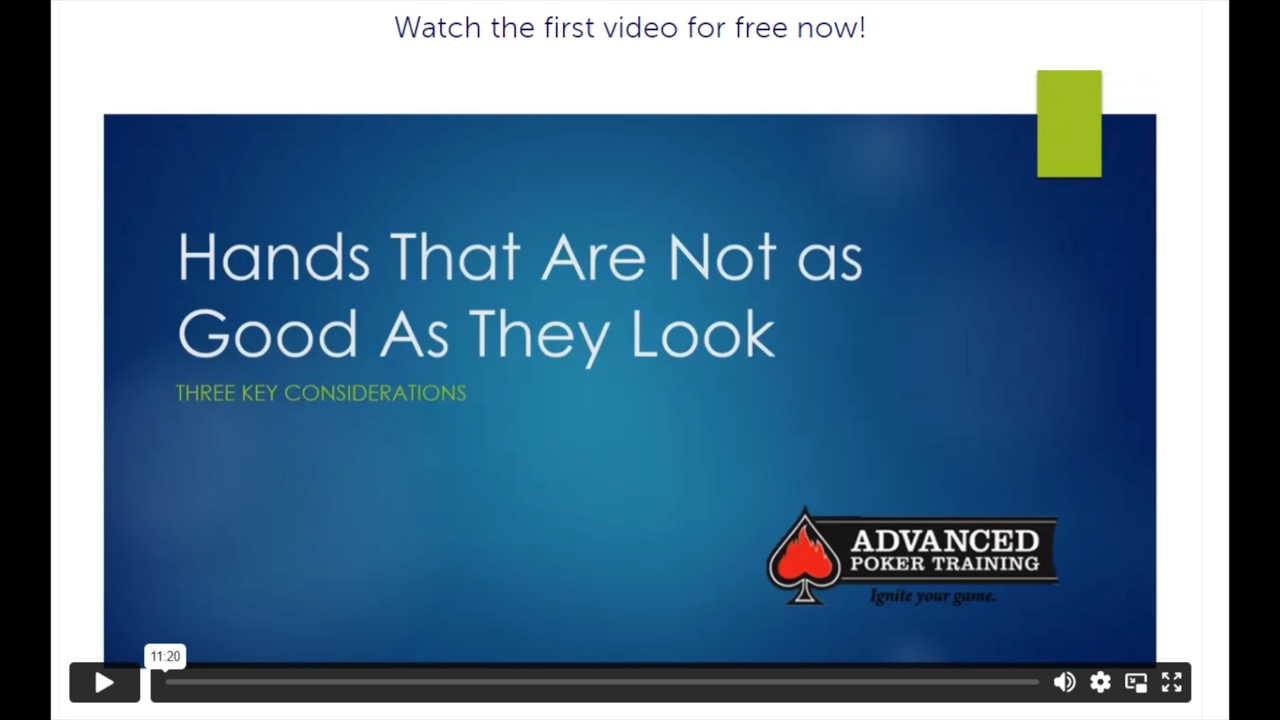 Watch the first video for free now!
Hands That Are Not as
Good As They Look
THREE KEY CONSIDERATIONS
ADVANCED
POKER TRAINING
Ignite your game.
11:20